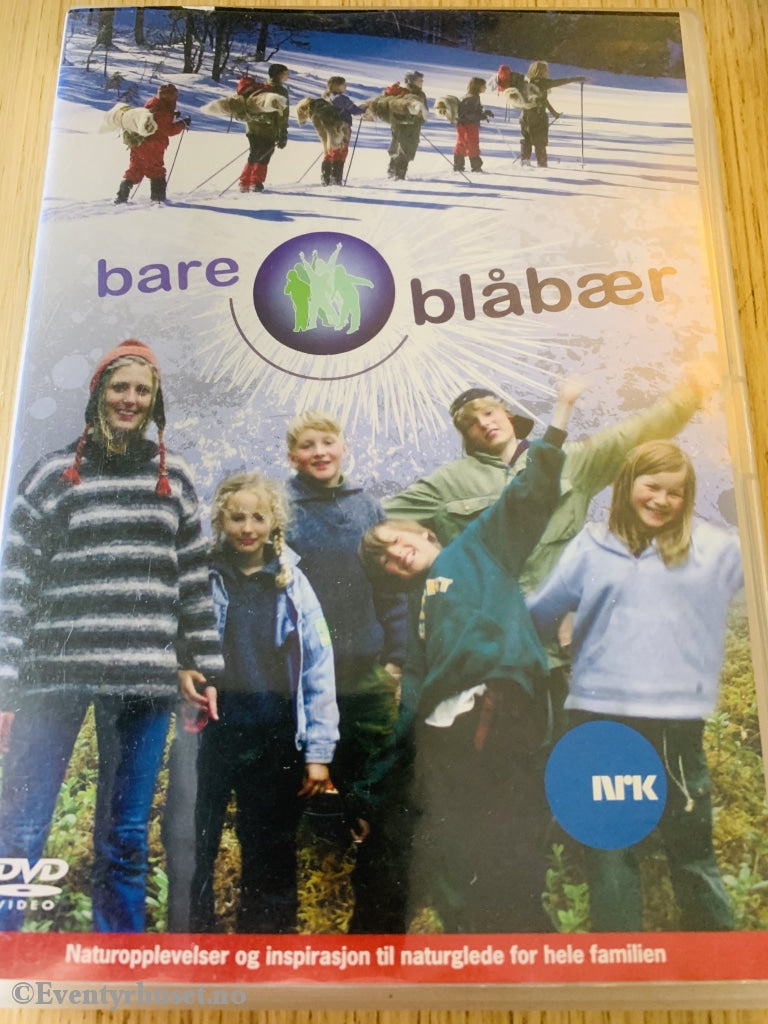 bare blåbær
NRK
DVD
VIDEO
Naturopplevelser og inspirasjon til naturglede for hele familien
©Eventyrhuset.no